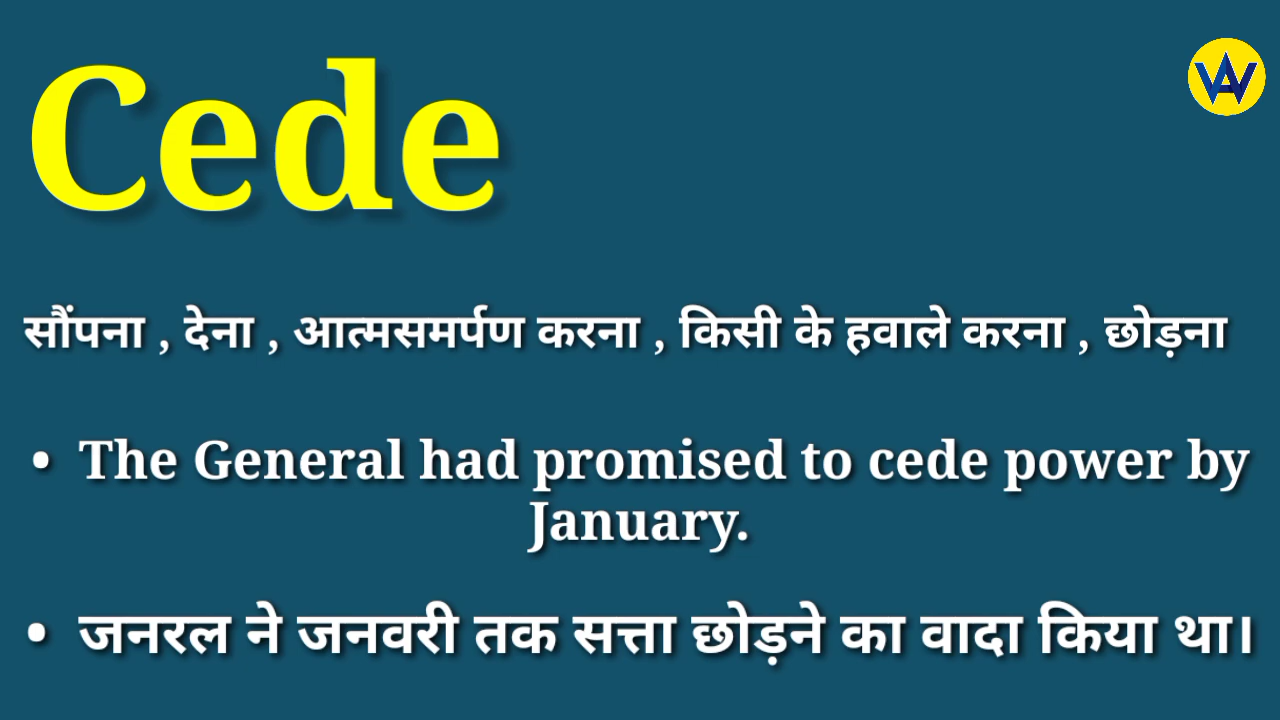 Cede
सौंपना , देना , आत्मसमर्पण करना , किसी के हवाले करना , छोड़ना
• The General had promised to cede power by
January.
• जनरल ने जनवरी तक सत्ता छोड़ने का वादा किया था।